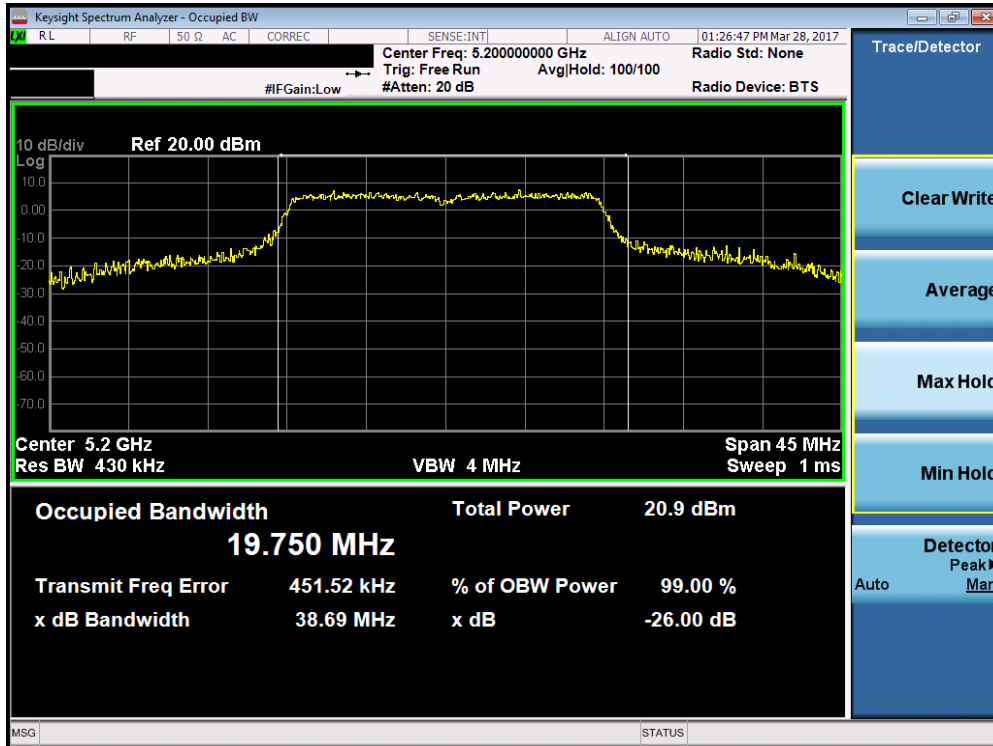 Keysight Spectrum Analyzer - Occupied BW
LXI RL RF 50 Ω AC CORREC SENSE:INT ALIGN AUTO 01:26:47 PM Mar 28, 2017
Center Freq: 5.200000000 GHz Radio Std: None
Trig: Free Run Avg|Hold: 100/100
#IFGain:Low #Atten: 20 dB Radio Device: BTS
10 dB/div Ref 20.00 dBm
Log
10.0
0.00
-10.0
-20.0
-30.0
-40.0
-50.0
-60.0
-70.0
Center 5.2 GHz Span 45 MHz
Res BW 430 kHz VBW 4 MHz Sweep 1 ms
Occupied Bandwidth Total Power 20.9 dBm
19.750 MHz
Transmit Freq Error 451.52 kHz % of OBW Power 99.00 %
x dB Bandwidth 38.69 MHz x dB -26.00 dB
MSG STATUS
Trace/Detector
Clear Write
Average
Max Hold
Min Hold
Detector
Peak
Auto Man